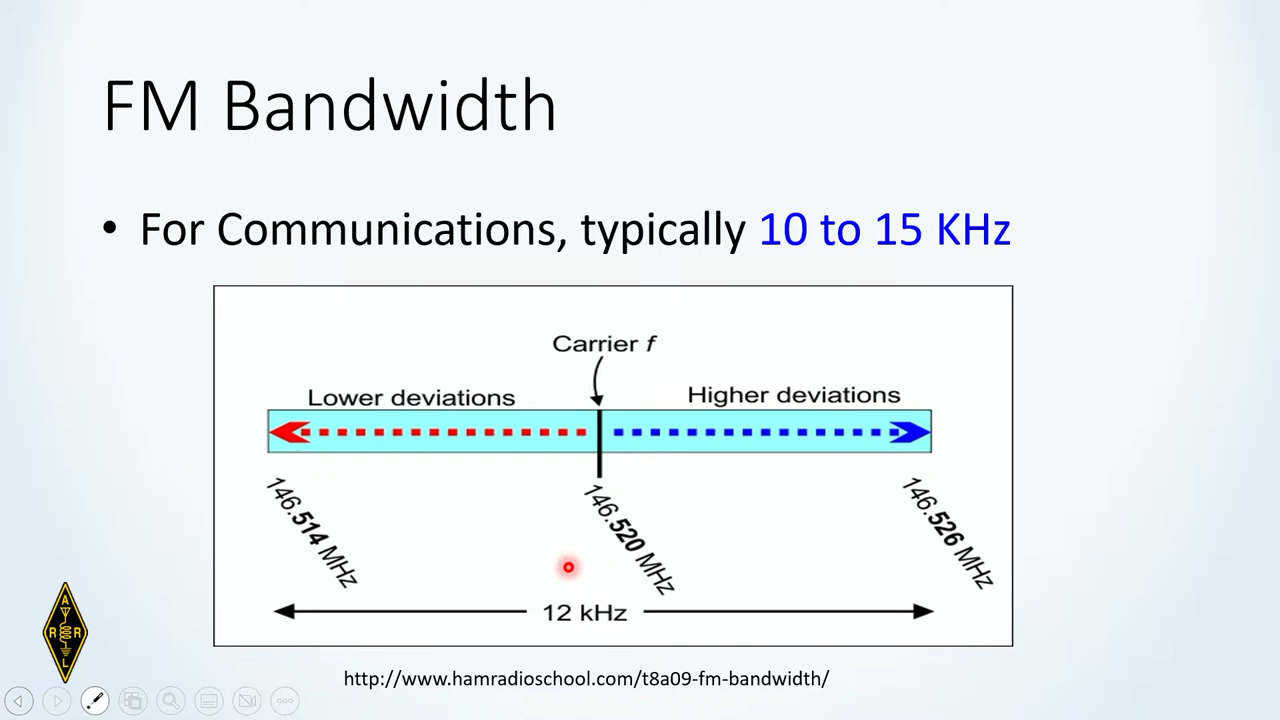 FM Bandwidth
• For Communications, typically 10 to 15 KHz
Carrier f
Lower deviations
Higher deviations
146.514 MHz
146.520 MHz
146.526 MHz
12 kHz
A
R R
L
http://www.hamradioschool.com/t8a09-fm-bandwidth/